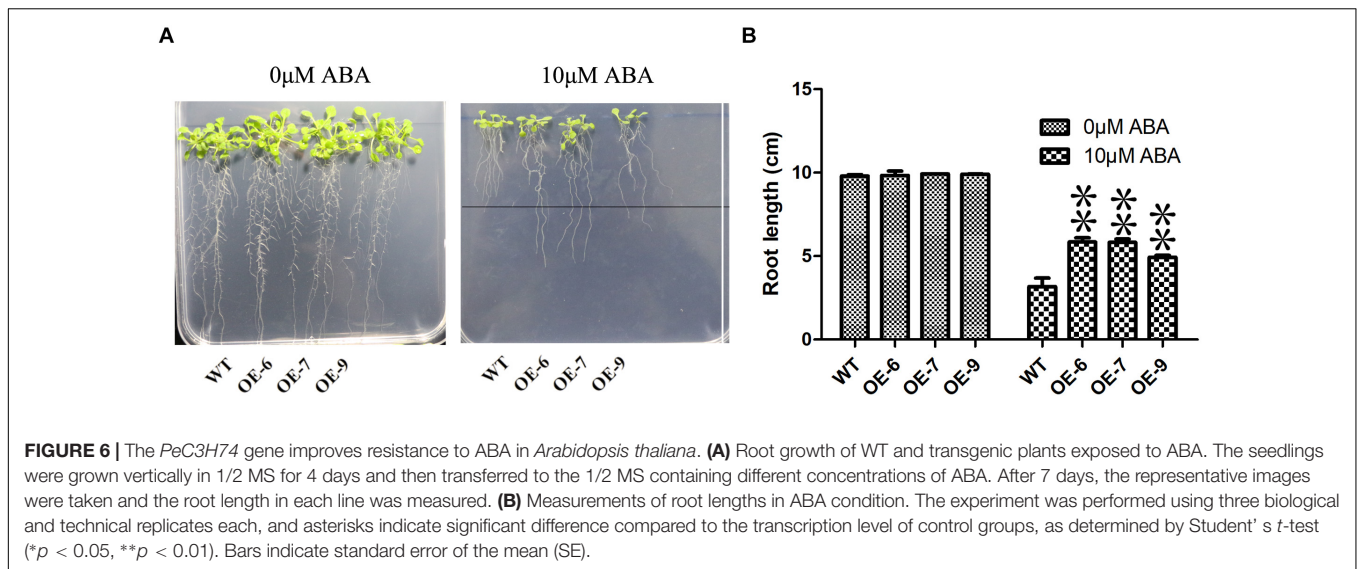 A
B
0μM ABA
10μM ABA
WT
OE-6
OE-7
OE-9
WT
OE-6
OE-7
OE-9
Root length (cm)
15
10
5
0
0μM ABA
10μM ABA
**
**
**
WT
OE-6
OE-7
OE-9
WT
OE-6
OE-7
OE-9
FIGURE 6 | The PeC3H74 gene improves resistance to ABA in Arabidopsis thaliana. (A) Root growth of WT and transgenic plants exposed to ABA. The seedlings
were grown vertically in 1/2 MS for 4 days and then transferred to the 1/2 MS containing different concentrations of ABA. After 7 days, the representative images
were taken and the root length in each line was measured. (B) Measurements of root lengths in ABA condition. The experiment was performed using three biological
and technical replicates each, and asterisks indicate significant difference compared to the transcription level of control groups, as determined by Student' s t-test
(*p < 0.05, **p < 0.01). Bars indicate standard error of the mean (SE).